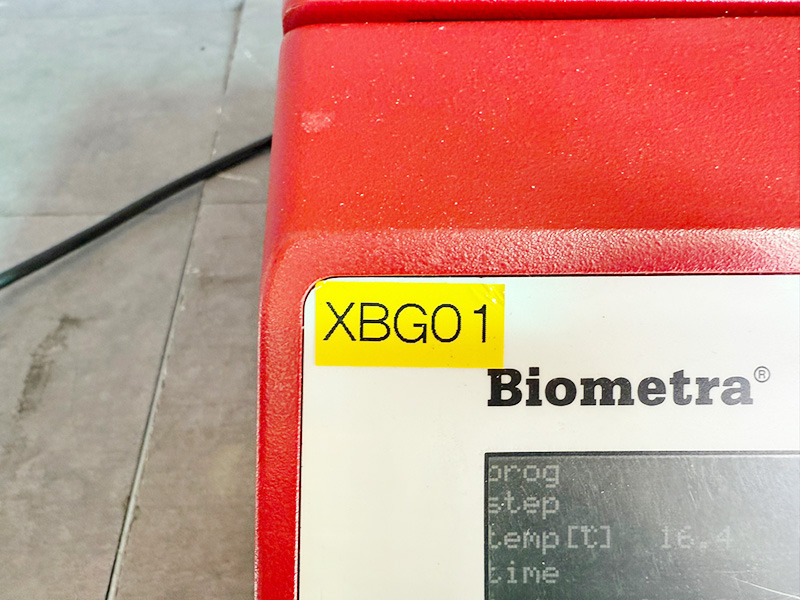 XBG01
Biometra®
prog
step
temp[℃] 16.4
time